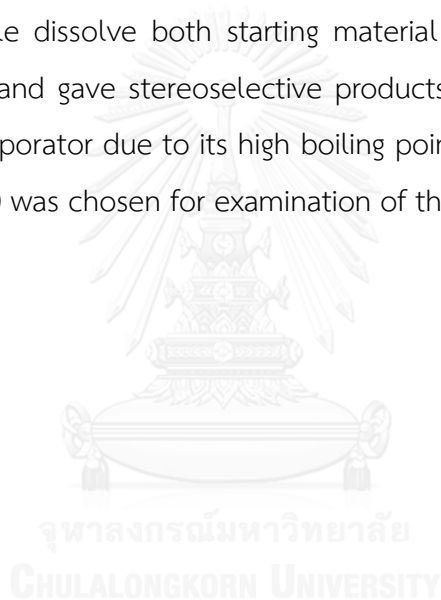 le dissolve both starting material
and gave stereoselective products
porator due to its high boiling poin
) was chosen for examination of th
จุฬาลงกรณ์มหาวิทยาลัย
CHULALONGKORN UNIVERSITY